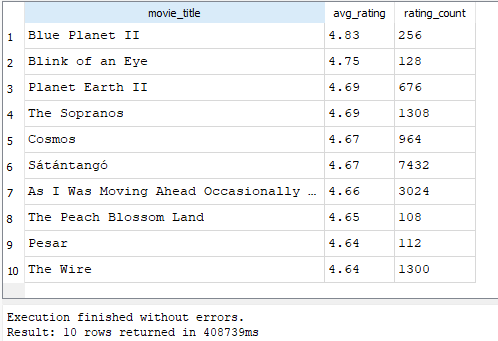 movie_title avg_rating rating_count
1 Blue Planet II 4.83 256
2 Blink of an Eye 4.75 128
3 Planet Earth II 4.69 676
4 The Sopranos 4.69 1308
5 Cosmos 4.67 964
6 Sátántangó 4.67 7432
7 As I Was Moving Ahead Occasionally … 4.66 3024
8 The Peach Blossom Land 4.65 108
9 Pesar 4.64 112
10 The Wire 4.64 1300
Execution finished without errors.
Result: 10 rows returned in 408739ms